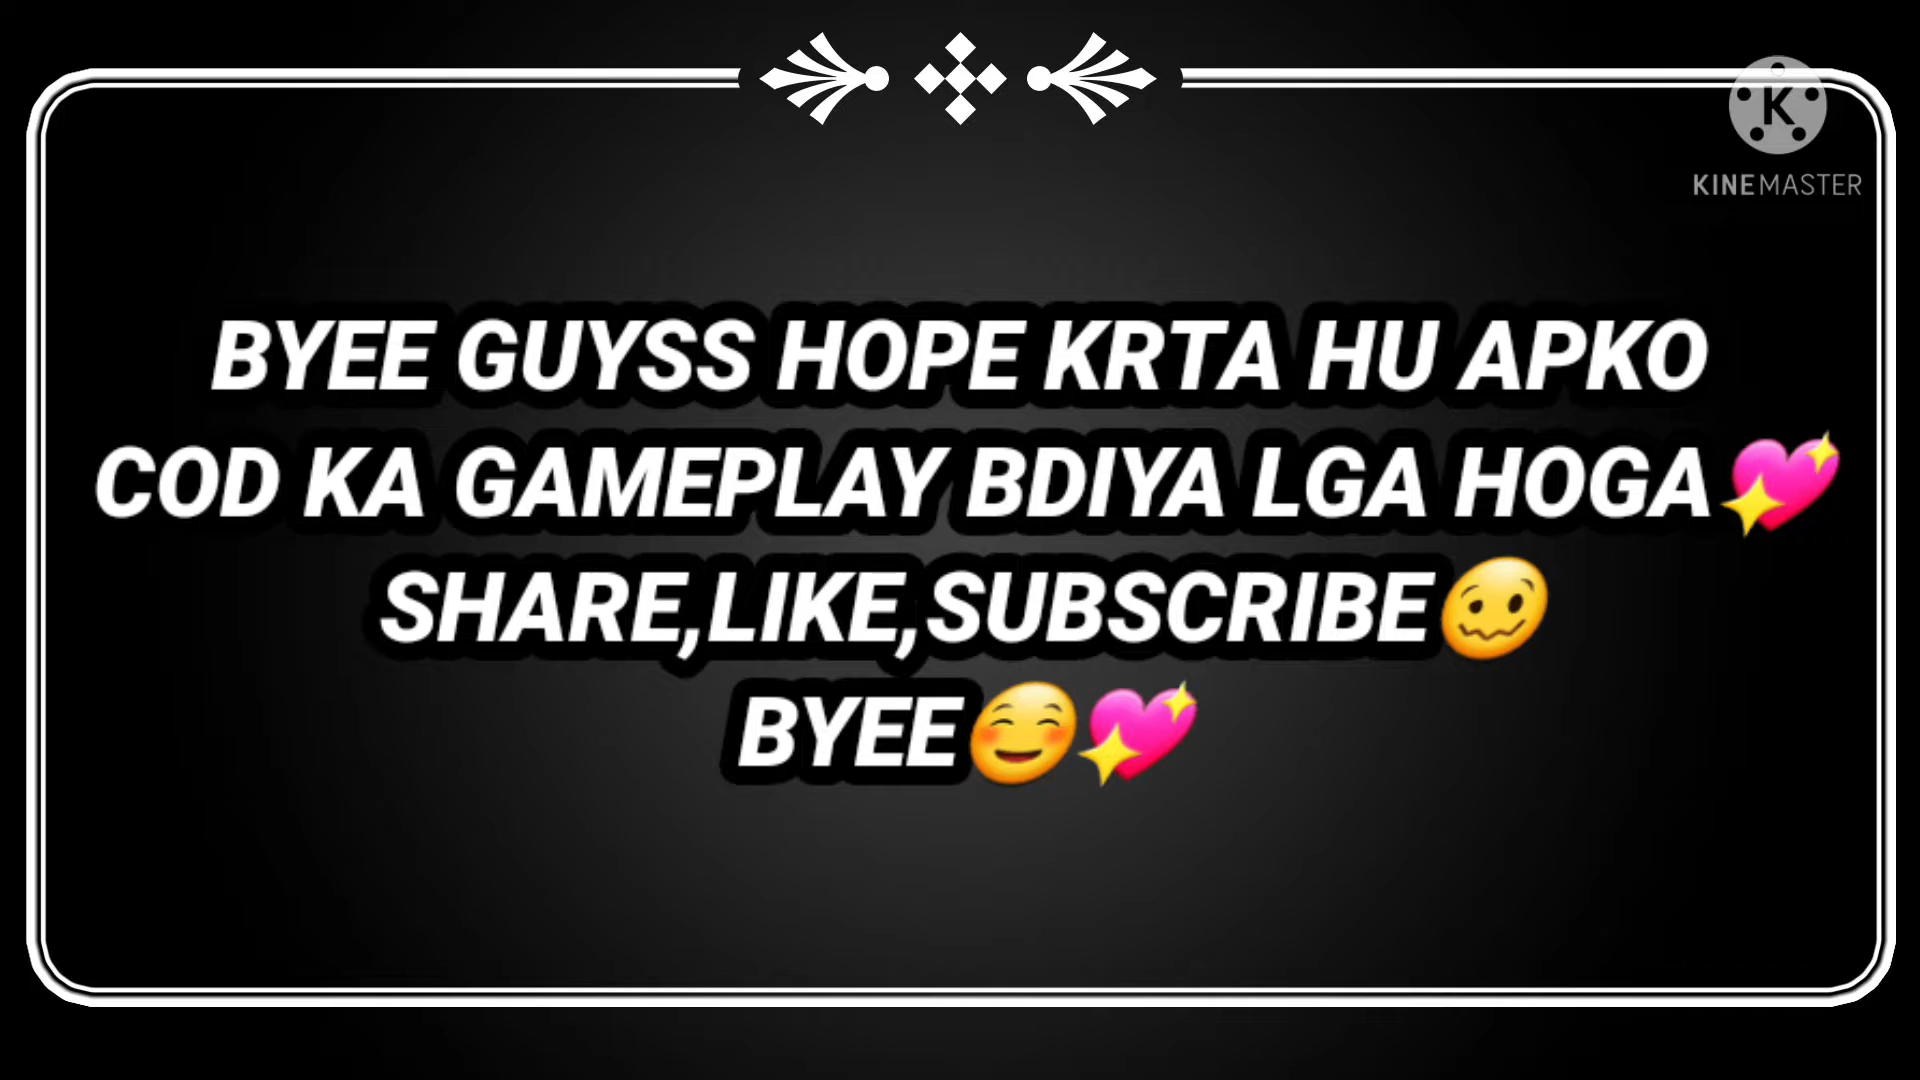 K
KINEMASTER
BYEE GUYSS HOPE KRTA HU APKO
COD KA GAMEPLAY BDIYA LGA HOGA💖
SHARE,LIKE,SUBSCRIBE🥴
BYEE😊💖